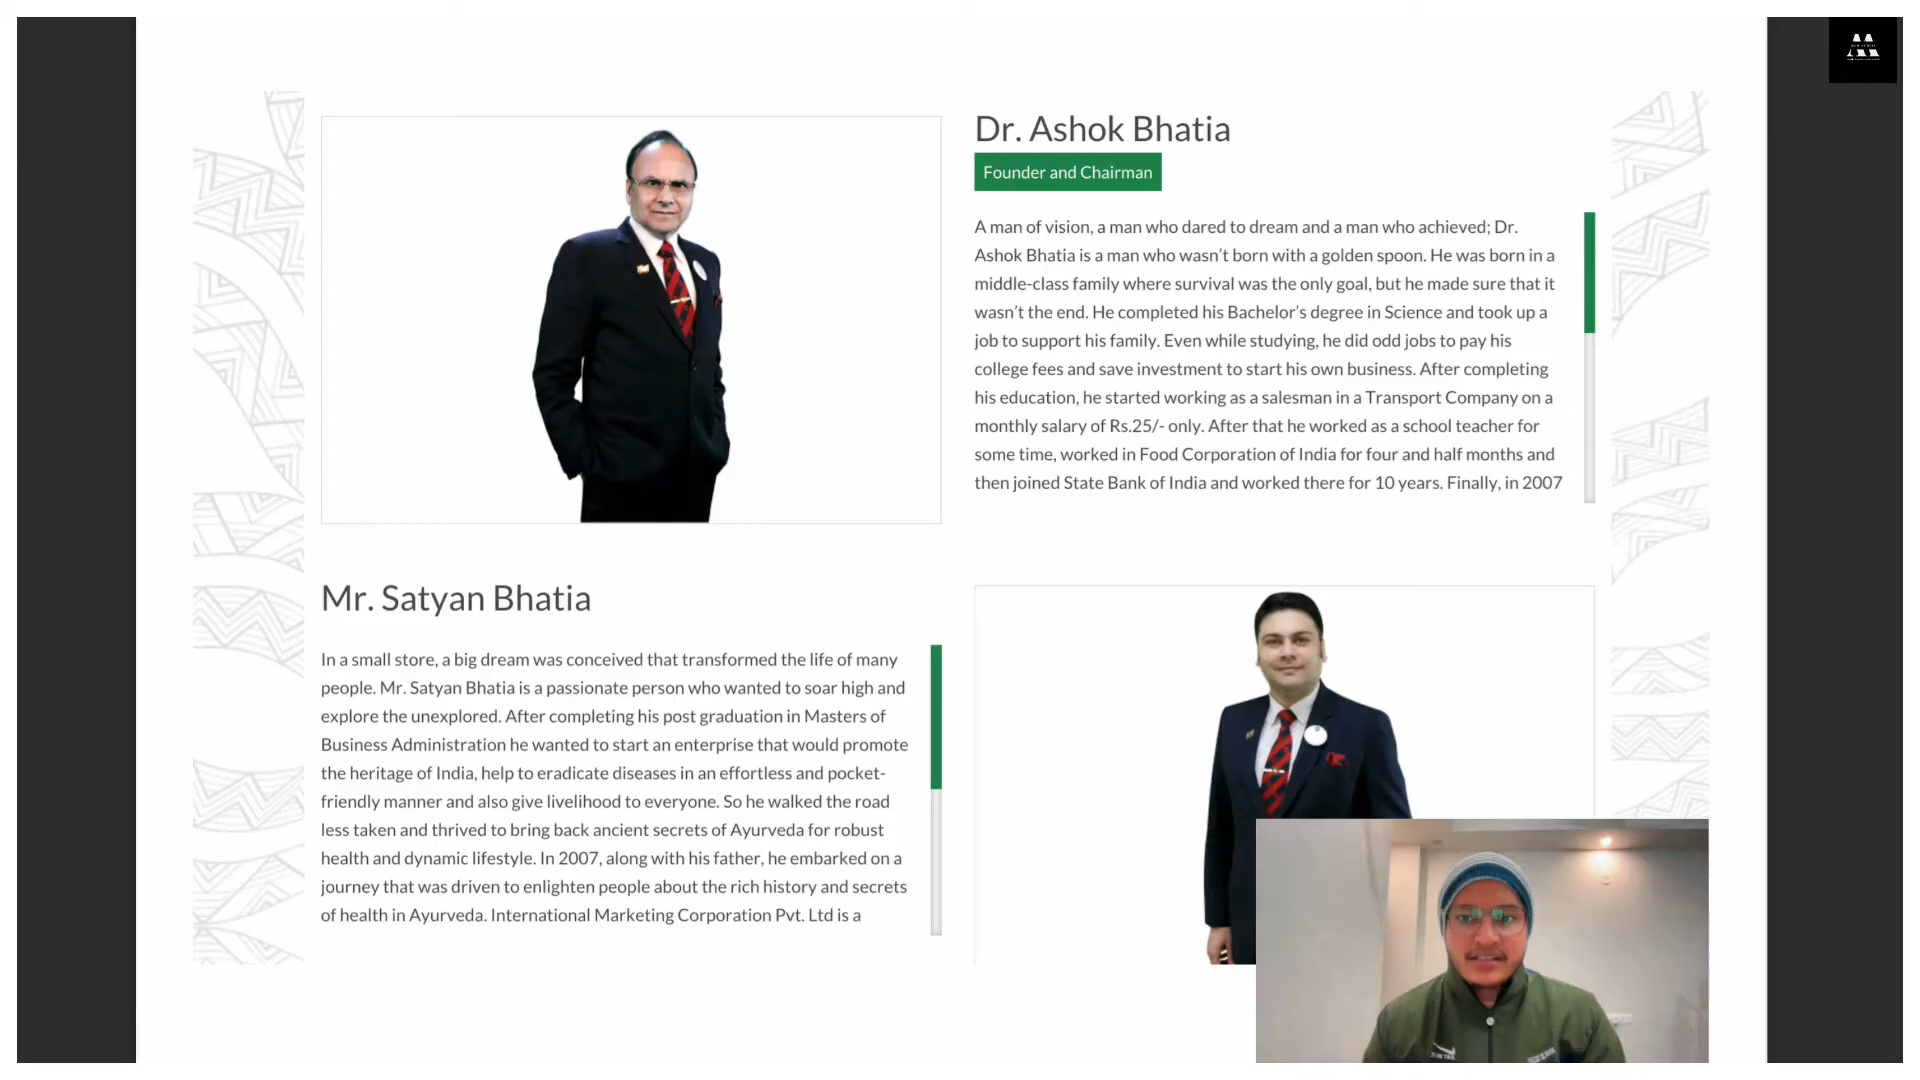 Dr. Ashok Bhatia
Founder and Chairman
A man of vision, a man who dared to dream and a man who achieved; Dr.
Ashok Bhatia is a man who wasn’t born with a golden spoon. He was born in a
middle-class family where survival was the only goal, but he made sure that it
wasn’t the end. He completed his Bachelor’s degree in Science and took up a
job to support his family. Even while studying, he did odd jobs to pay his
college fees and save investment to start his own business. After completing
his education, he started working as a salesman in a Transport Company on a
monthly salary of Rs.25/- only. After that he worked as a school teacher for
some time, worked in Food Corporation of India for four and half months and
then joined State Bank of India and worked there for 10 years. Finally, in 2007
Mr. Satyan Bhatia
In a small store, a big dream was conceived that transformed the life of many
people. Mr. Satyan Bhatia is a passionate person who wanted to soar high and
explore the unexplored. After completing his post graduation in Masters of
Business Administration he wanted to start an enterprise that would promote
the heritage of India, help to eradicate diseases in an effortless and pocket-
friendly manner and also give livelihood to everyone. So he walked the road
less taken and thrived to bring back ancient secrets of Ayurveda for robust
health and dynamic lifestyle. In 2007, along with his father, he embarked on a
journey that was driven to enlighten people about the rich history and secrets
of health in Ayurveda. International Marketing Corporation Pvt. Ltd is a